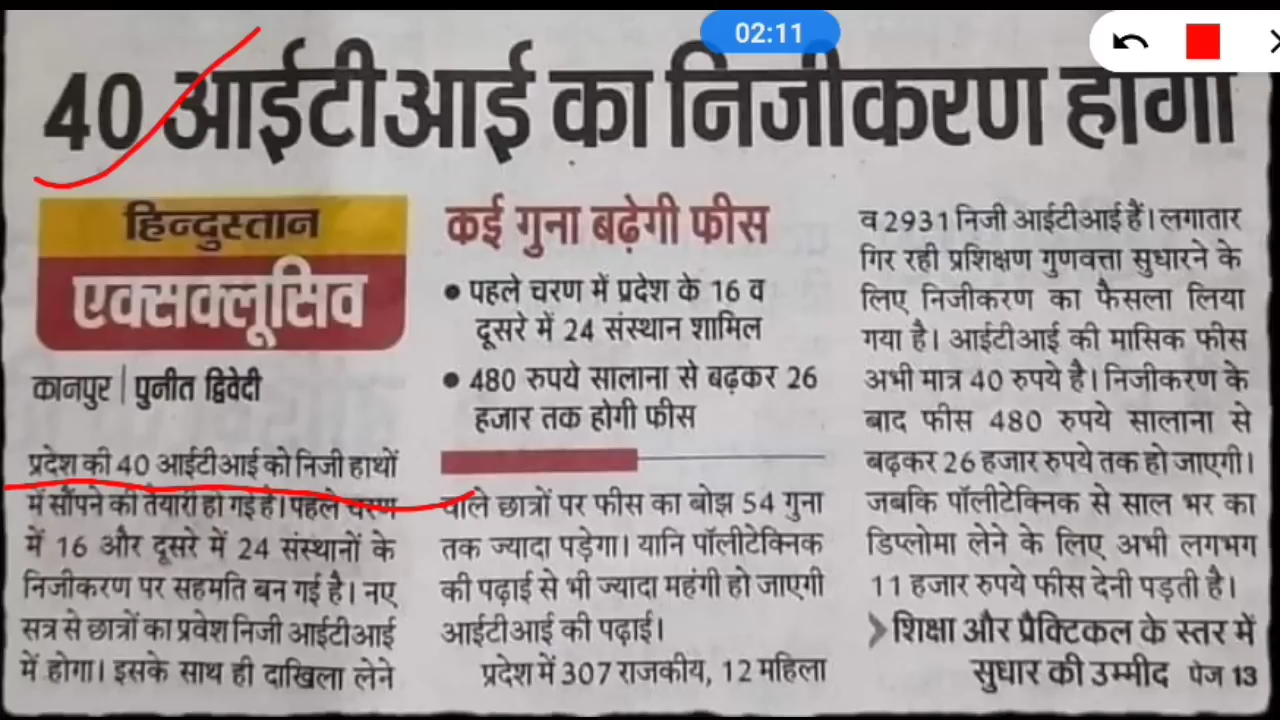 02:11
40 आईटीआई का निजीकरण होगा
हिन्दुस्तान
एक्सक्लूसिव
कानपुर | पुनीत द्विवेदी
प्रदेश की 40 आईटीआई को निजी हाथों
में सौंपने की तैयारी हो गई है। पहले चरण
में 16 और दूसरे में 24 संस्थानों के
निजीकरण पर सहमति बन गई है। नए
सत्र से छात्रों का प्रवेश निजी आईटीआई
में होगा। इसके साथ ही दाखिला लेने
कई गुना बढ़ेगी फीस
• पहले चरण में प्रदेश के 16 व
दूसरे में 24 संस्थान शामिल
• 480 रुपये सालाना से बढ़कर 26
हजार तक होगी फीस
वाले छात्रों पर फीस का बोझ 54 गुना
तक ज्यादा पड़ेगा। यानि पॉलीटेक्निक
की पढ़ाई से भी ज्यादा महंगी हो जाएगी
आईटीआई की पढ़ाई।
प्रदेश में 307 राजकीय, 12 महिला
व 2931 निजी आईटीआई हैं। लगातार
गिर रही प्रशिक्षण गुणवत्ता सुधारने के
लिए निजीकरण का फैसला लिया
गया है। आईटीआई की मासिक फीस
अभी मात्र 40 रुपये है। निजीकरण के
बाद फीस 480 रुपये सालाना से
बढ़कर 26 हजार रुपये तक हो जाएगी।
जबकि पॉलीटेक्निक से साल भर का
डिप्लोमा लेने के लिए अभी लगभग
11 हजार रुपये फीस देनी पड़ती है।
शिक्षा और प्रैक्टिकल के स्तर में
सुधार की उम्मीद पेज 13